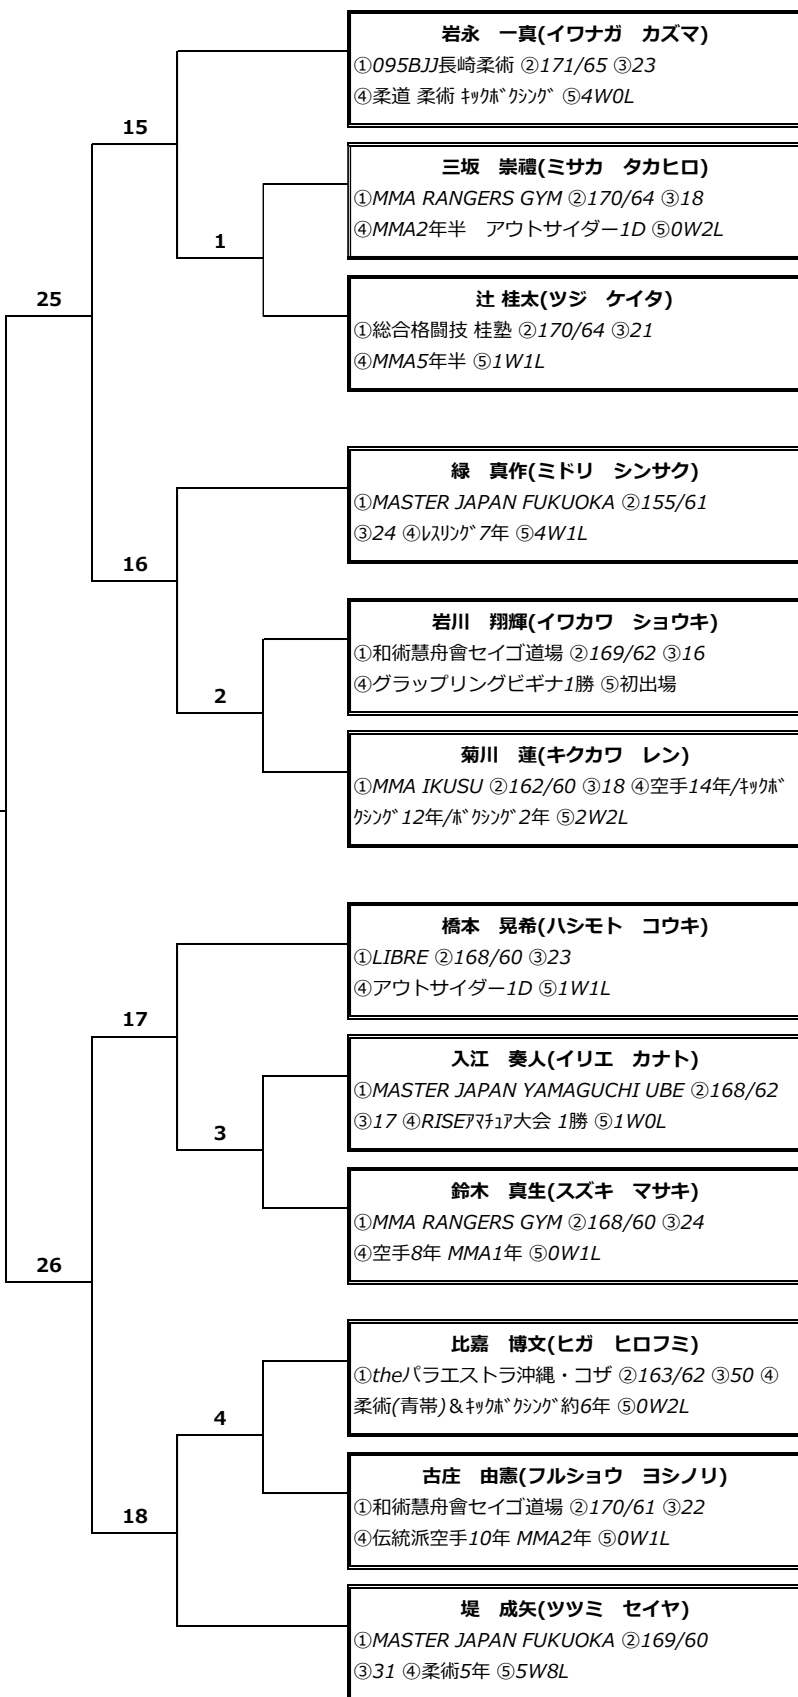 岩永　一真(イワナガ　カズマ)
①095BJJ長崎柔術 ②171/65 ③23
④柔道 柔術 ｷｯｸﾎﾞｸｼﾝｸﾞ ⑤4W0L
15
三坂　崇禮(ミサカ　タカヒロ)
①MMA RANGERS GYM ②170/64 ③18
④MMA2年半　アウトサイダー1D ⑤0W2L
1
25
辻 桂太(ツジ　ケイタ)
①総合格闘技 桂塾 ②170/64 ③21
④MMA5年半 ⑤1W1L
緑　真作(ミドリ　シンサク)
①MASTER JAPAN FUKUOKA ②155/61
③24 ④ﾚｽﾘﾝｸﾞ7年 ⑤4W1L
16
岩川　翔輝(イワカワ　ショウキ)
①和術慧舟會セイゴ道場 ②169/62 ③16
④グラップリングビギナ1勝 ⑤初出場
2
菊川　蓮(キクカワ　レン)
①MMA IKUSU ②162/60 ③18 ④空手14年/ｷｯｸﾎﾞ
ｸｼﾝｸﾞ12年/ﾎﾞｸｼﾝｸﾞ2年 ⑤2W2L
橋本　晃希(ハシモト　コウキ)
①LIBRE ②168/60 ③23
④アウトサイダー1D ⑤1W1L
17
入江　奏人(イリエ　カナト)
①MASTER JAPAN YAMAGUCHI UBE ②168/62
③17 ④RISEｱﾏﾁｭｱ大会 1勝 ⑤1W0L
3
鈴木　真生(スズキ　マサキ)
①MMA RANGERS GYM ②168/60 ③24
④空手8年 MMA1年 ⑤0W1L
26
比嘉　博文(ヒガ　ヒロフミ)
①theパラエストラ沖縄・コザ ②163/62 ③50 ④
柔術(青帯)＆ｷｯｸﾎﾞｸｼﾝｸﾞ約6年 ⑤0W2L
4
古庄　由憲(フルショウ　ヨシノリ)
①和術慧舟會セイゴ道場 ②170/61 ③22
④伝統派空手10年 MMA2年 ⑤0W1L
18
堤　成矢(ツツミ　セイヤ)
①MASTER JAPAN FUKUOKA ②169/60
③31 ④柔術5年 ⑤5W8L